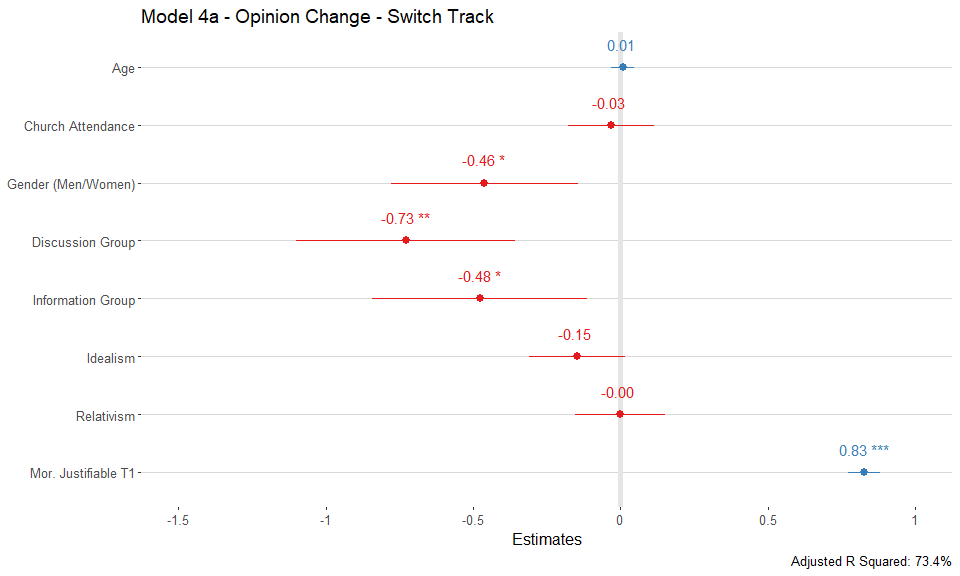 Model 4a - Opinion Change - Switch Track
Age
0.01
Church Attendance
-0.03
Gender (Men/Women)
-0.46 *
Discussion Group
-0.73 **
Information Group
-0.48 *
Idealism
-0.15
Relativism
-0.00
Mor. Justifiable T1
0.83 ***
-1.5 -1 -0.5 0 0.5 1
Estimates
Adjusted R Squared: 73.4%